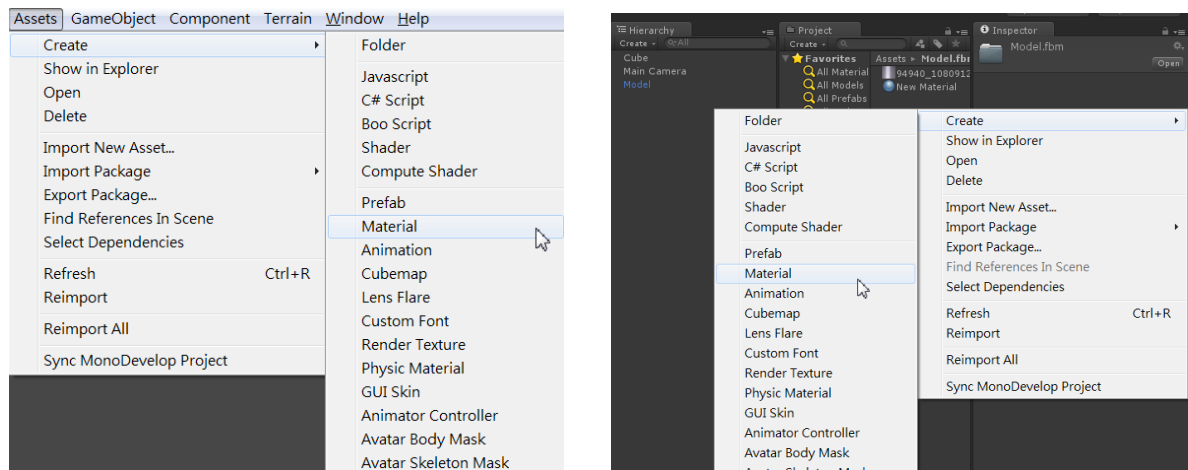 Assets GameObject Component Terrain Window Help
Create
Show in Explorer
Open
Delete
Import New Asset...
Import Package
Export Package...
Find References In Scene
Select Dependencies
Refresh Ctrl+R
Reimport
Reimport All
Sync MonoDevelop Project
Folder
Javascript
C# Script
Boo Script
Shader
Compute Shader
Prefab
Material
Animation
Cubemap
Lens Flare
Custom Font
Render Texture
Physic Material
GUI Skin
Animator Controller
Avatar Body Mask
Avatar Skeleton Mask
Hierarchy
Create All
Cube
Main Camera
Model
Project
Create
Favorites
All Material
All Models
All Prefabs
Assets Model.fbm
94940_1080912
New Material
Inspector
Model.fbm
Open
Folder
Javascript
C# Script
Boo Script
Shader
Compute Shader
Prefab
Material
Animation
Cubemap
Lens Flare
Custom Font
Render Texture
Physic Material
GUI Skin
Animator Controller
Avatar Body Mask
Create
Show in Explorer
Open
Delete
Import New Asset...
Import Package
Export Package...
Find References In Scene
Select Dependencies
Refresh Ctrl+R
Reimport
Reimport All
Sync MonoDevelop Project